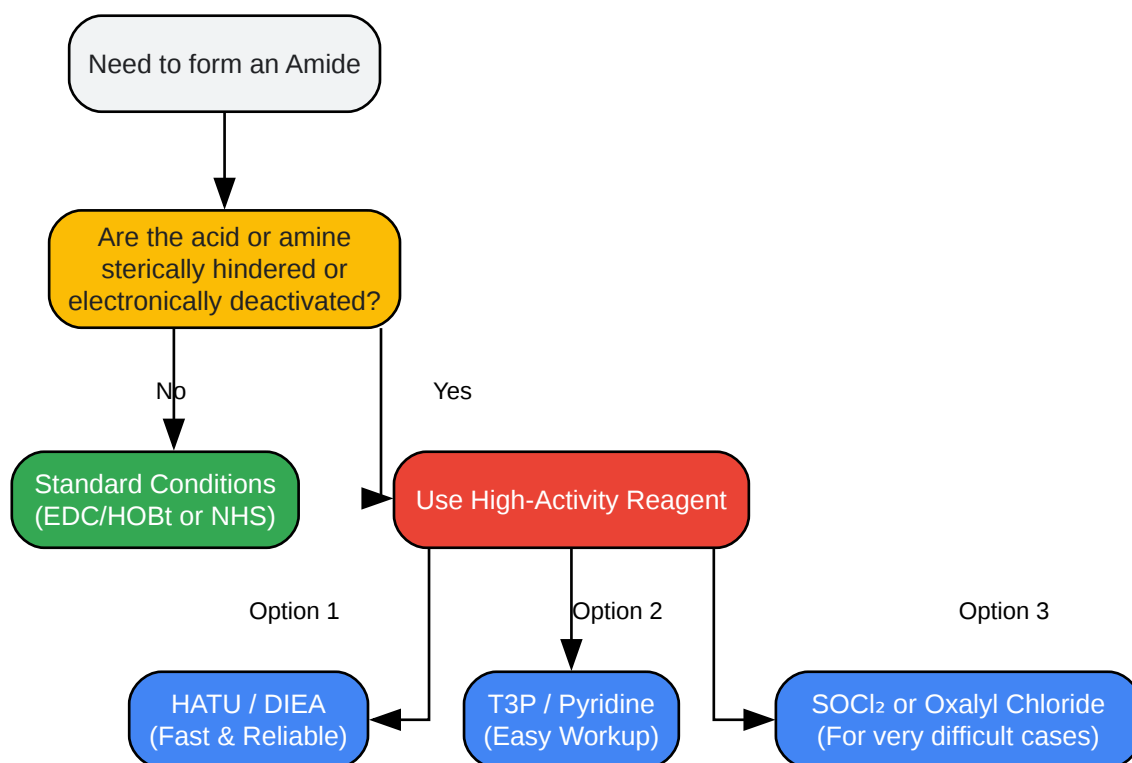 Need to form an Amide
Are the acid or amine
sterically hindered or
electronically deactivated?
No
Yes
Standard Conditions
(EDC/HOBt or NHS)
Use High-Activity Reagent
Option 1
Option 2
Option 3
HATU / DIEA
(Fast & Reliable)
T3P / Pyridine
(Easy Workup)
SOCl₂ or Oxalyl Chloride
(For very difficult cases)